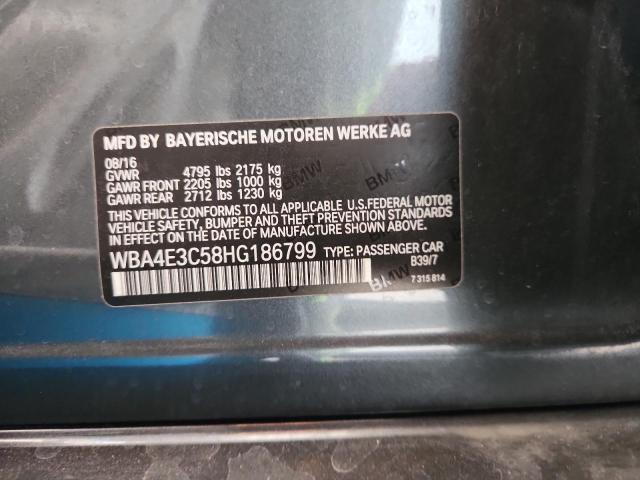 MFD BY BAYERISCHE MOTOREN WERKE AG
08/16
GVWR 4795 lbs 2175 kg
GAWR FRONT 2205 lbs 1000 kg
GAWR REAR 2712 lbs 1230 kg
THIS VEHICLE CONFORMS TO ALL APPLICABLE U.S.FEDERAL MOTOR
VEHICLE SAFETY, BUMPER AND THEFT PREVENTION STANDARDS
IN EFFECT ON THE DATE OF MANUFACTURE SHOWN ABOVE.
WBA4E3C58HG186799 TYPE: PASSENGER CAR
B39/7
7 315 814
BMW
BMW